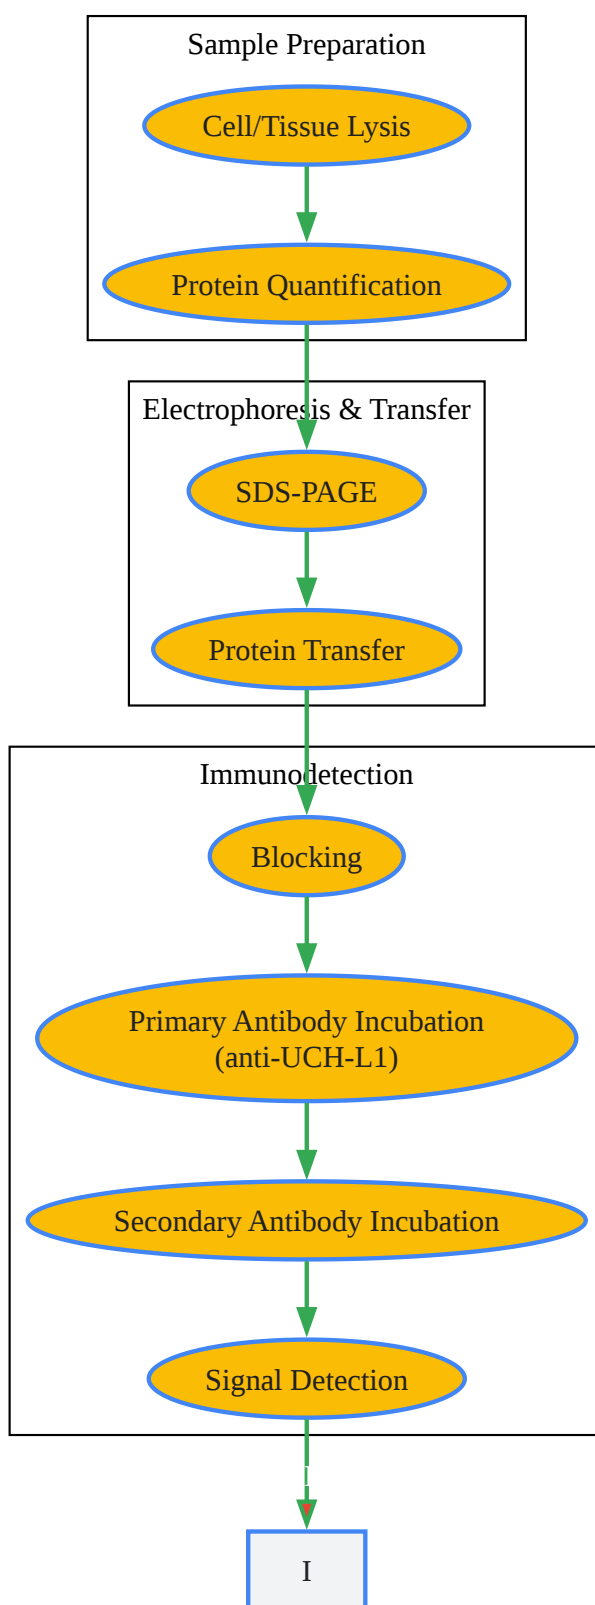 Sample Preparation
Cell/Tissue Lysis
Protein Quantification
Electrophoresis & Transfer
SDS-PAGE
Protein Transfer
Immunodetection
Blocking
Primary Antibody Incubation
(anti-UCH-L1)
Secondary Antibody Incubation
Signal Detection
I